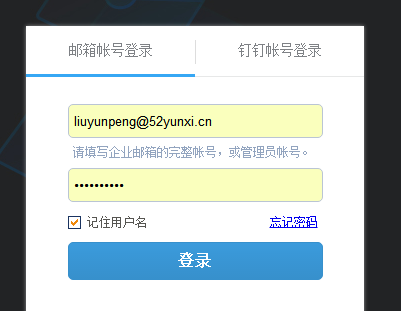 邮箱帐号登录 钉钉帐号登录
liuyunpeng@52yunxi.cn
请填写企业邮箱的完整帐号，或管理员帐号。
••••••••••
记住用户名 忘记密码
登录